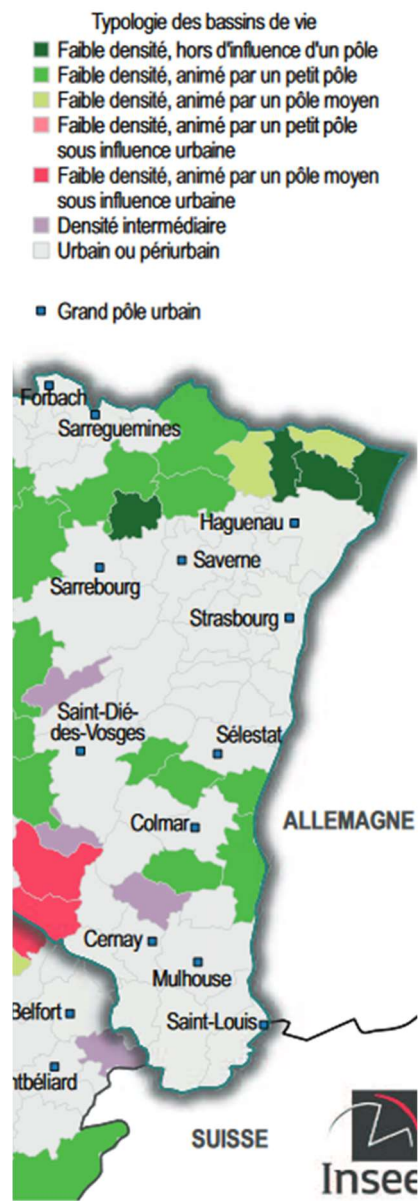 Typologie des bassins de vie
Faible densité, hors d'influence d'un pôle
Faible densité, animé par un petit pôle
Faible densité, animé par un pôle moyen
Faible densité, animé par un petit pôle
sous influence urbaine
Faible densité, animé par un pôle moyen
sous influence urbaine
Densité intermédiaire
Urbain ou périurbain
Grand pôle urbain
Forbach
Sarreguemines
Haguenau
Saverne
Sarrebourg
Strasbourg
Saint-Dié-
des-Vosges
Sélestat
Colmar
ALLEMAGNE
Cernay
Mulhouse
Belfort
Saint-Louis
ntbéliard
SUISSE
Insee